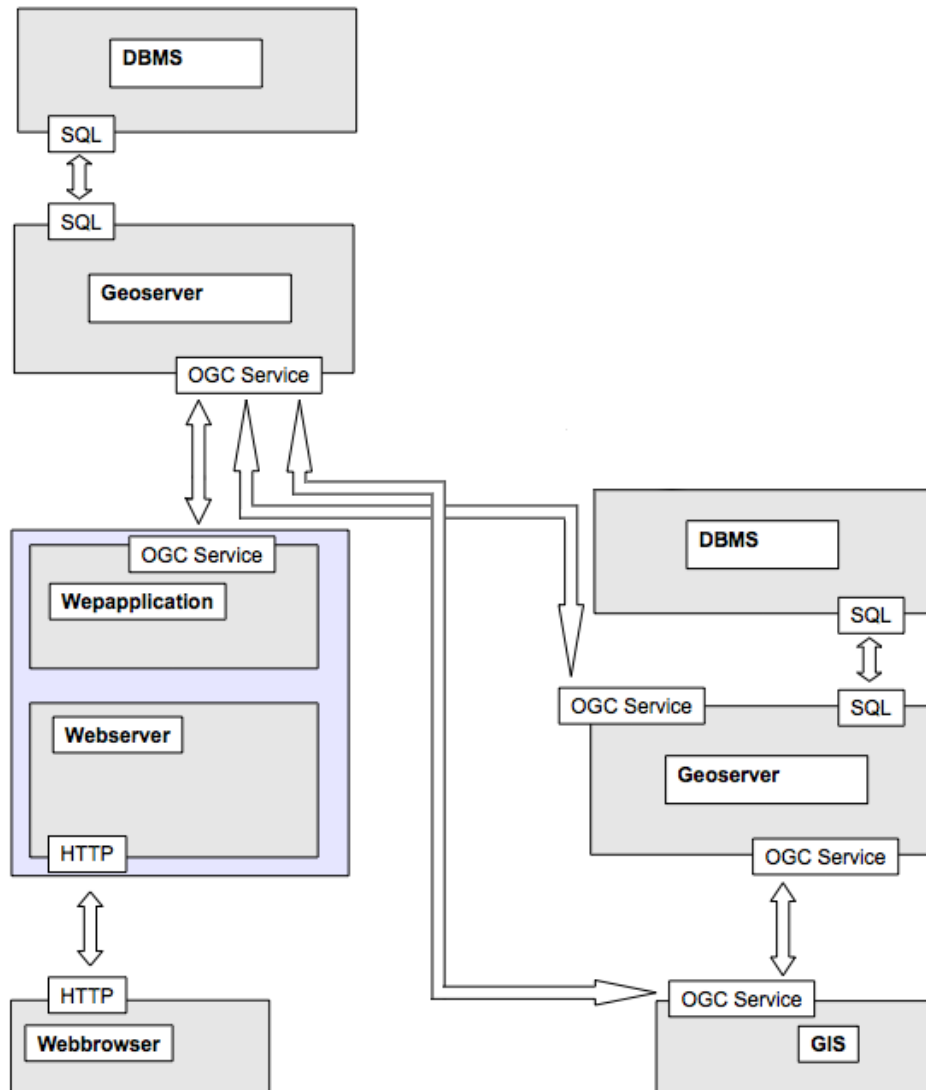 DBMS
SQL
SQL
Geoserver
OGC Service
OGC Service
Wepapplication
Webserver
HTTP
HTTP
Webbrowser
DBMS
SQL
OGC Service
SQL
Geoserver
OGC Service
OGC Service
GIS